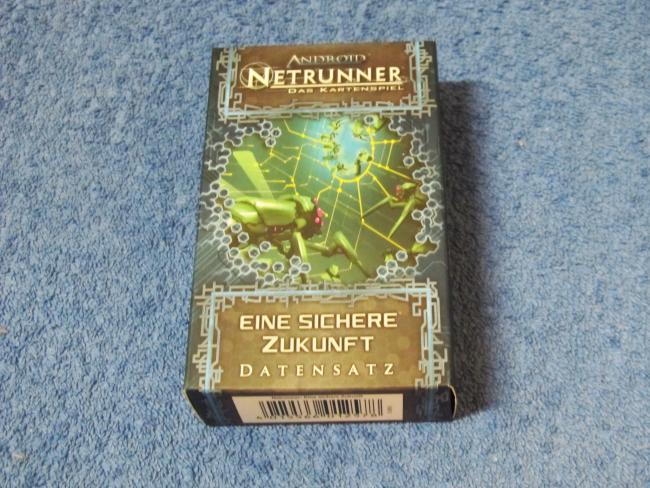 ANDROID
NETRUNNER
DAS KARTENSPIEL
EINE SICHERE
ZUKUNFT
DATENSATZ